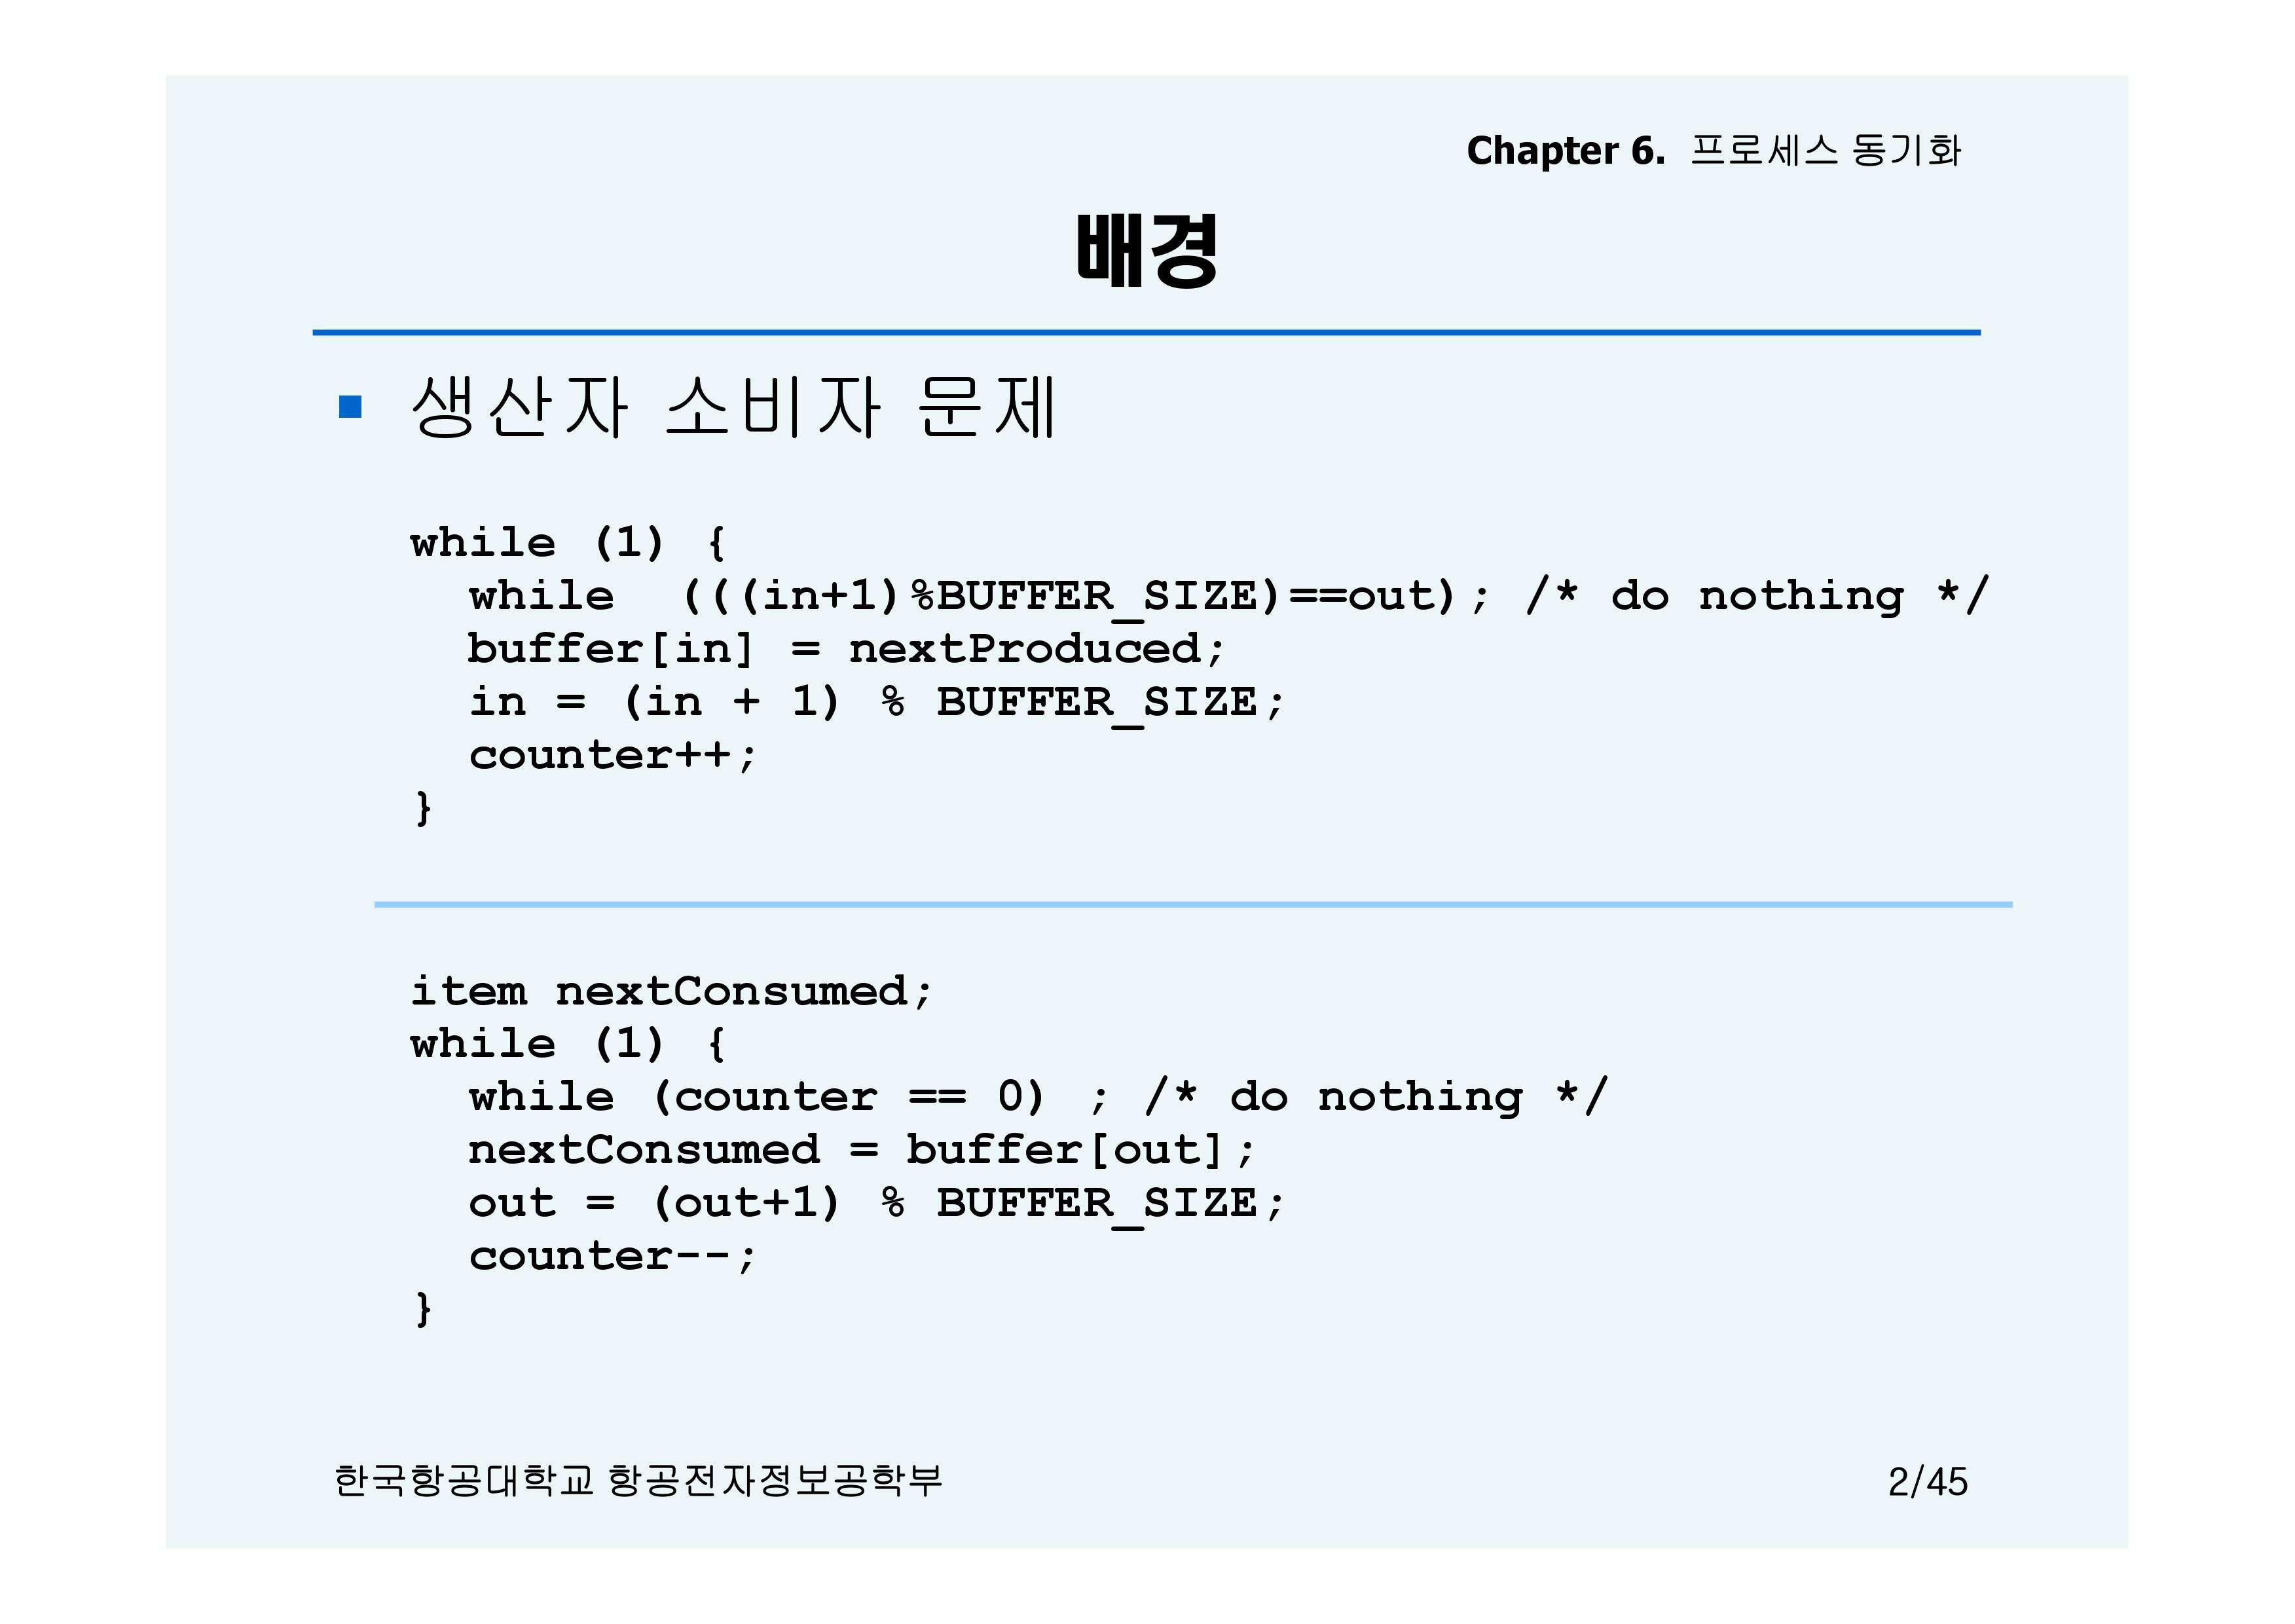 Chapter 6. 프로세스 동기화
배경
생산자 소비자 문제
while (1) {
while (((in+1)%BUFFER_SIZE)==out); /* do nothing */
buffer[in] = nextProduced;
in = (in + 1) % BUFFER_SIZE;
counter++;
}
item nextConsumed;
while (1) {
while (counter == 0) ; /* do nothing */
nextConsumed = buffer[out];
out = (out+1) % BUFFER_SIZE;
counter--;
}
한국항공대학교 항공전자정보공학부
2/45